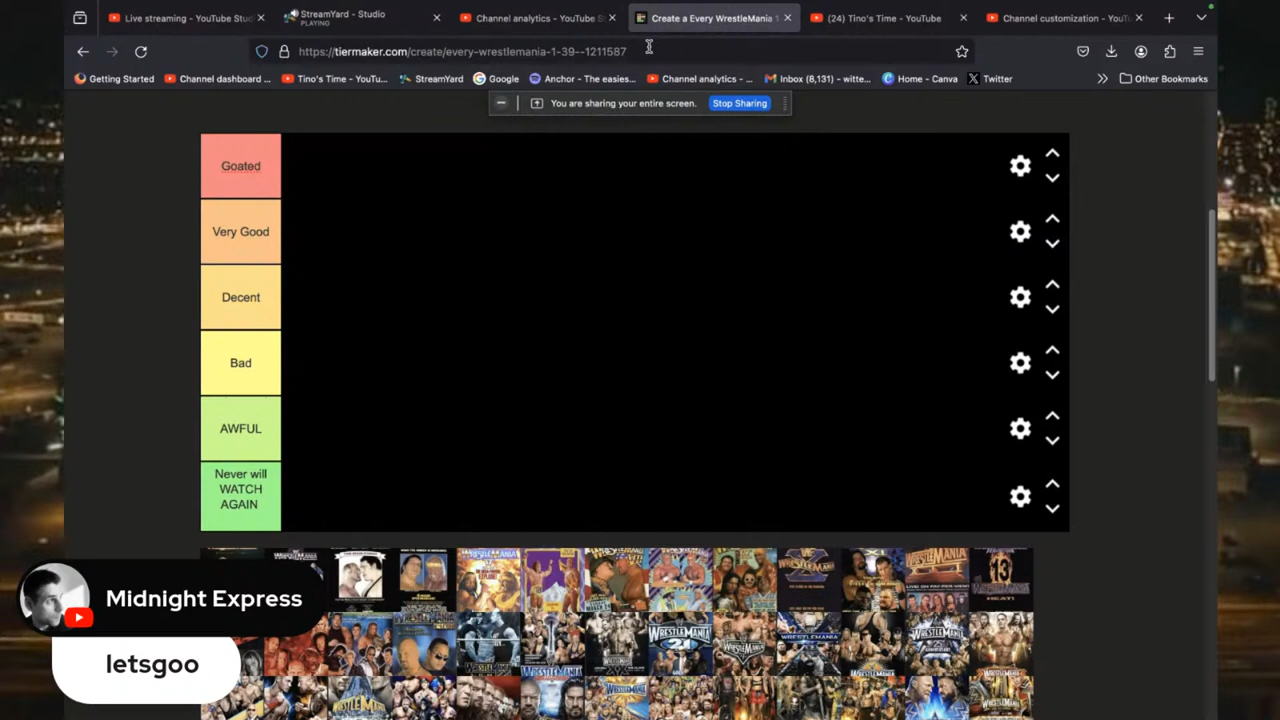 Live streaming - YouTube Stu
StreamYard - Studio
PLAYING
Channel analytics - YouTube S
Create a Every WrestleMania 1
(24) Tino's Time - YouTube
Channel customization - YouTu
https://tiermaker.com/create/every-wrestlemania-1-39--1211587
Getting Started
Channel dashboard ...
Tino's Time - YouTu...
StreamYard
Google
Anchor - The easies...
Channel analytics - ...
Inbox (8,131) - witte...
Home - Canva
Twitter
Other Bookmarks
You are sharing your entire screen.
Stop Sharing
Goated
Very Good
Decent
Bad
AWFUL
Never will
WATCH
AGAIN
Midnight Express
letsgoo